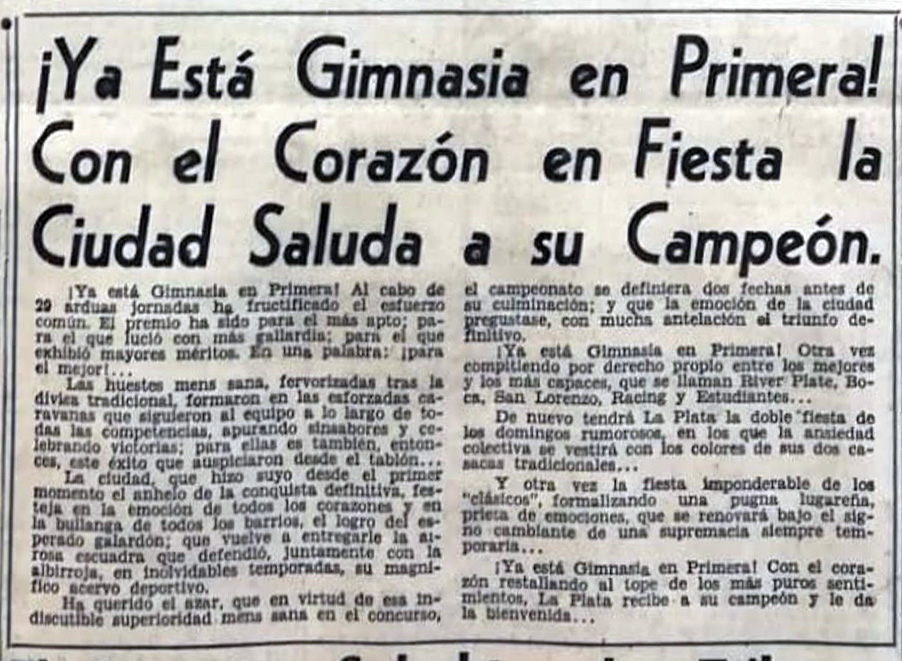 ¡Ya Está Gimnasia en Primera!
Con el Corazón en Fiesta la
Ciudad Saluda a su Campeón.
¡Ya está Gimnasia en Primera! Al cabo de
29 arduas jornadas ha fructificado el esfuerzo
común. El premio ha sido para el más apto; pa-
ra el que lució con más gallardía; para el que
exhibió mayores méritos. En una palabra: ¡para
el mejor!...
Las huestes mens sana, fervorizadas tras la
divisa tradicional, formaron en las esforzadas ca-
ravanas que siguieron al equipo a lo largo de to-
das las competencias, apurando sinsabores y ce-
lebrando victorias; para ellas es también, enton-
ces, este éxito que auspiciaron desde el tablón...
La ciudad, que hizo suyo desde el primer
momento el anhelo de la conquista definitiva, fes-
teja en la emoción de todos los corazones y en
la bullanga de todos los barrios, el logro del es-
perado galardón; que vuelve a entregarle la ai-
rosa escuadra que defendió, juntamente con la
albirroja, en inolvidables temporadas, su magní-
fico acervo deportivo.
Ha querido el azar, que en virtud de esa in-
discutible superioridad mens sana en el concurso,
el campeonato se definiera dos fechas antes de
su culminación; y que la emoción de la ciudad
pregustase, con mucha antelación el triunfo de-
finitivo.
¡Ya está Gimnasia en Primera! Otra vez
compitiendo por derecho propio entre los mejores
y los más capaces, que se llaman River Plate, Bo-
ca, San Lorenzo, Racing y Estudiantes...
De nuevo tendrá La Plata la doble fiesta de
los domingos rumorosos, en los que la ansiedad
colectiva se vestirá con los colores de sus dos ca-
sacas tradicionales...
Y otra vez la fiesta imponderable de los
"clásicos", formalizando una pugna lugareña,
prieta de emociones, que se renovará bajo el sig-
no cambiante de una supremacía siempre tem-
poraria...
¡Ya está Gimnasia en Primera! Con el cora-
zón restallando al tope de los más puros senti-
mientos, La Plata recibe a su campeón y le da
la bienvenida...